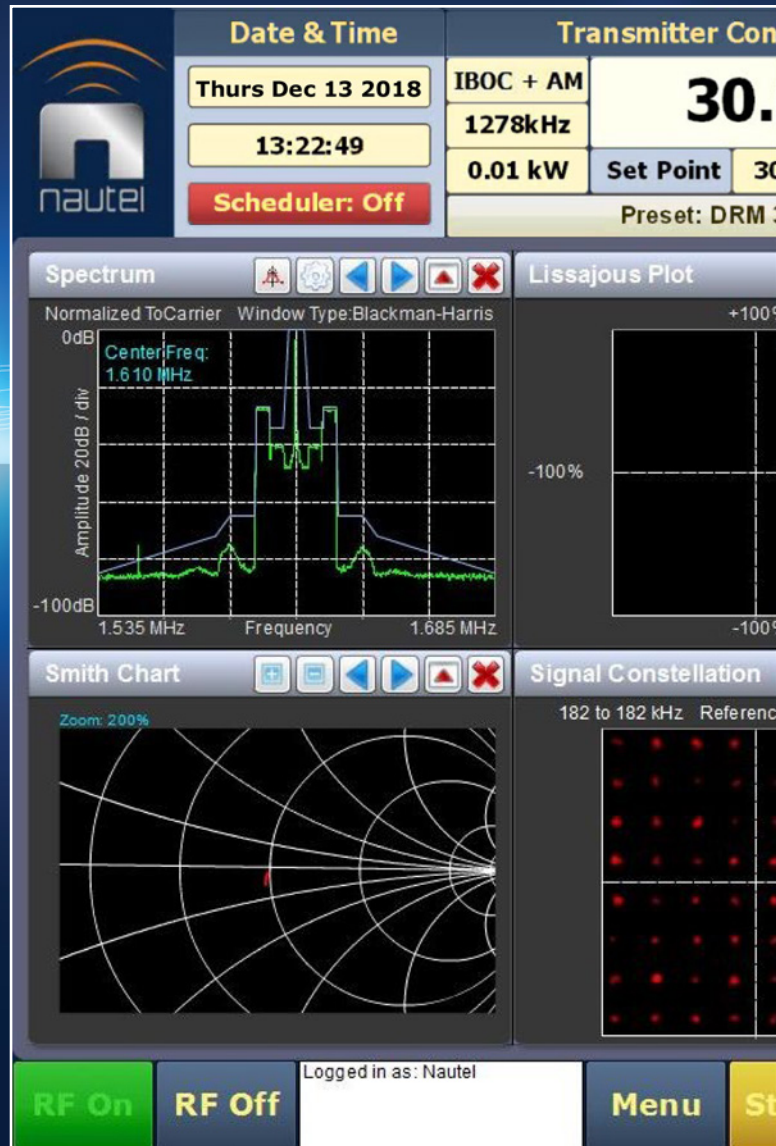 nautel
Date & Time
Thurs Dec 13 2018
13:22:49
Scheduler: Off
Transmitter Con
IBOC + AM
1278kHz
0.01 kW
30.
Set Point
30
Preset: DRM
Spectrum
Normalized ToCarrier Window Type:Blackman-Harris
0dB
Center Freq:
1.610 MHz
Amplitude 20dB / div
-100dB
1.535 MHz Frequency 1.685 MHz
Lissajous Plot
+100%
-100%
-100%
Smith Chart
Zoom: 200%
Signal Constellation
182 to 182 kHz Referenc
RF On
RF Off
Logged in as: Nautel
Menu
St